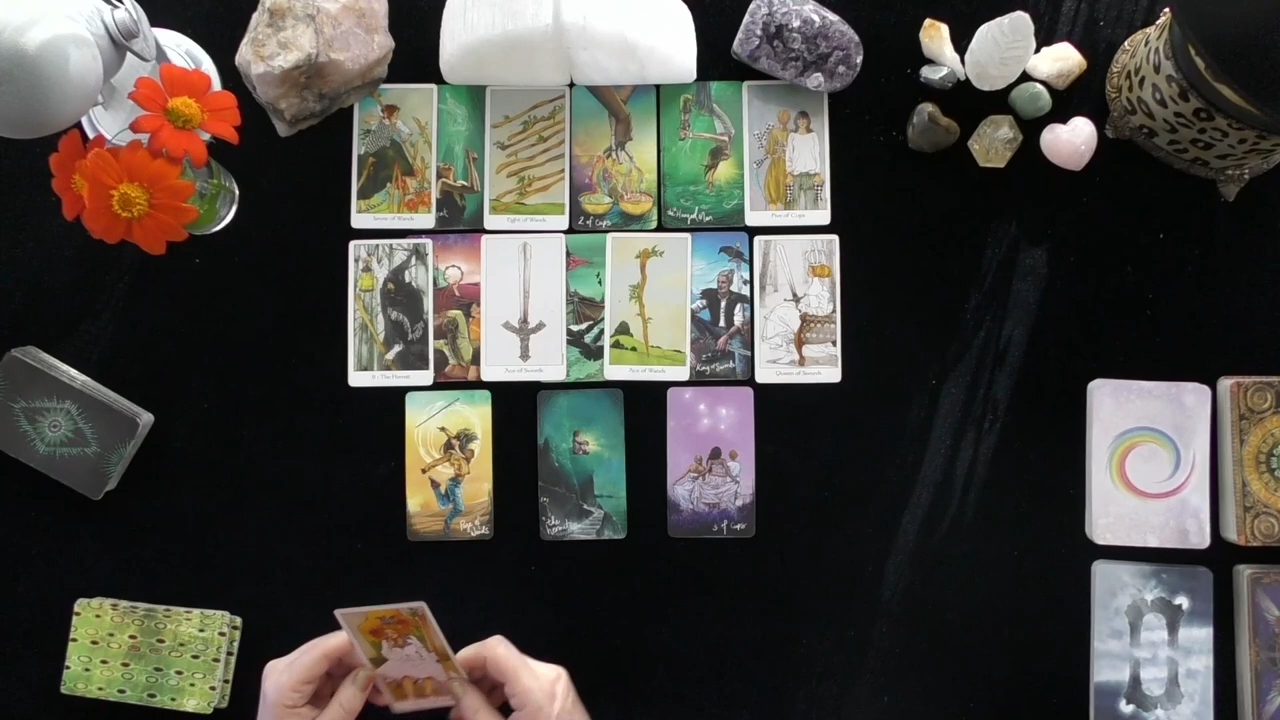 Seven of Wands
Eight of Wands
2 of Cups
the Hanged Man
Five of Cups
9 • The Hermit
Ace of Swords
Ace of Wands
King of Swords
Queen of Swords
Page of
Wands
the
Hermit
3 of Cups